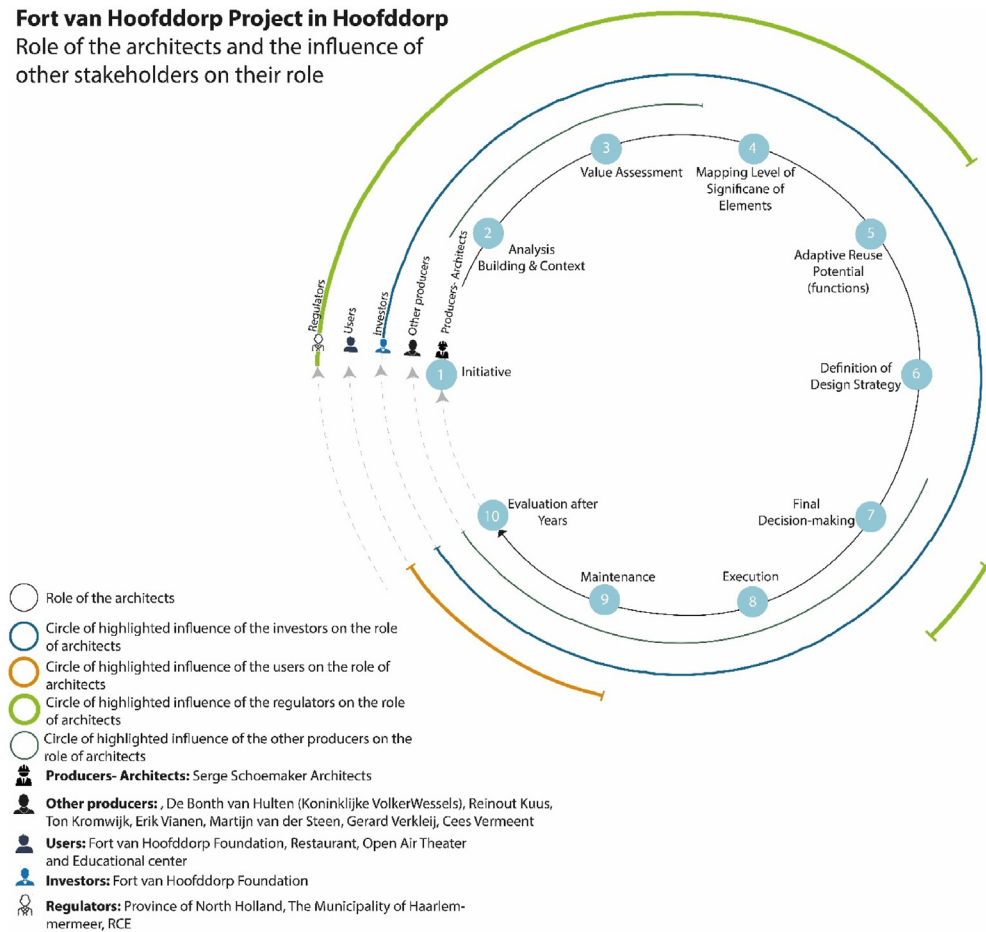 Fort van Hoofddorp Project in Hoofddorp
Role of the architects and the influence of
other stakeholders on their role
3
Value Assessment
4
Mapping Level of
Significane of
Elements
2
Analysis
Building & Context
5
Adaptive Reuse
Potential
(functions)
Regulators
Users
Investors
Other producers
Producers- Architects
1
Initiative
6
Definition of
Design Strategy
10
Evaluation after
Years
7
Final
Decision-making
9
Maintenance
8
Execution
Role of the architects
Circle of highlighted influence of the investors on the role
of architects
Circle of highlighted influence of the users on the role of
architects
Circle of highlighted influence of the regulators on the role
of architects
Circle of highlighted influence of the other producers on the
role of architects
Producers- Architects: Serge Schoemaker Architects
Other producers: , De Bonth van Hulten (Koninklijke VolkerWessels), Reinout Kuus,
Ton Kromwijk, Erik Vianen, Martijn van der Steen, Gerard Verkleij, Cees Vermeent
Users: Fort van Hoofddorp Foundation, Restaurant, Open Air Theater
and Educational center
Investors: Fort van Hoofddorp Foundation
Regulators: Province of North Holland, The Municipality of Haarlem-
mermeer, RCE